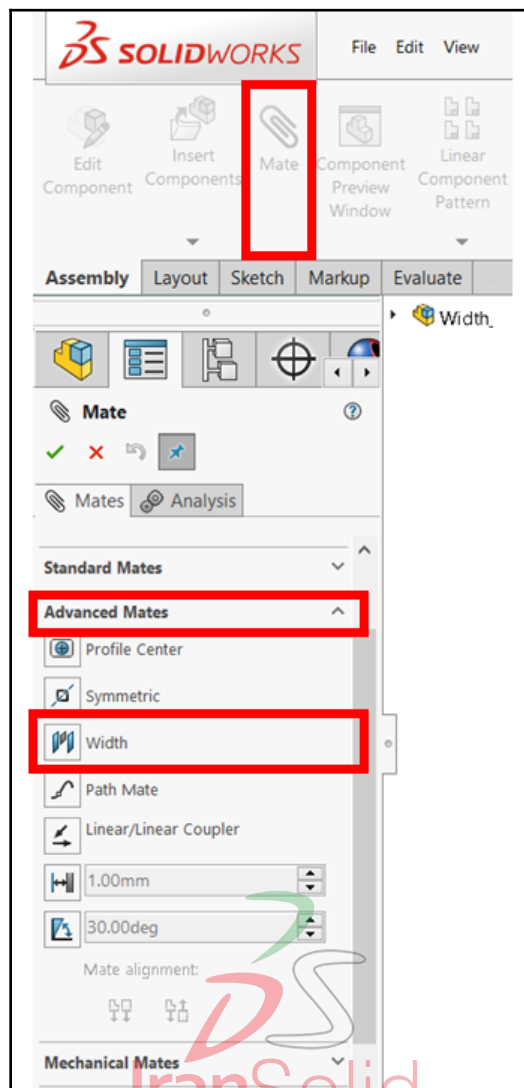 SOLIDWORKS
File Edit View
Edit Component
Insert Components
Mate
Component Preview Window
Linear Component Pattern
Assembly Layout Sketch Markup Evaluate
Width_
Mate
Mates Analysis
Standard Mates
Advanced Mates
Profile Center
Symmetric
Width
Path Mate
Linear/Linear Coupler
1.00mm
30.00deg
Mate alignment:
Mechanical Mates
IranSolid